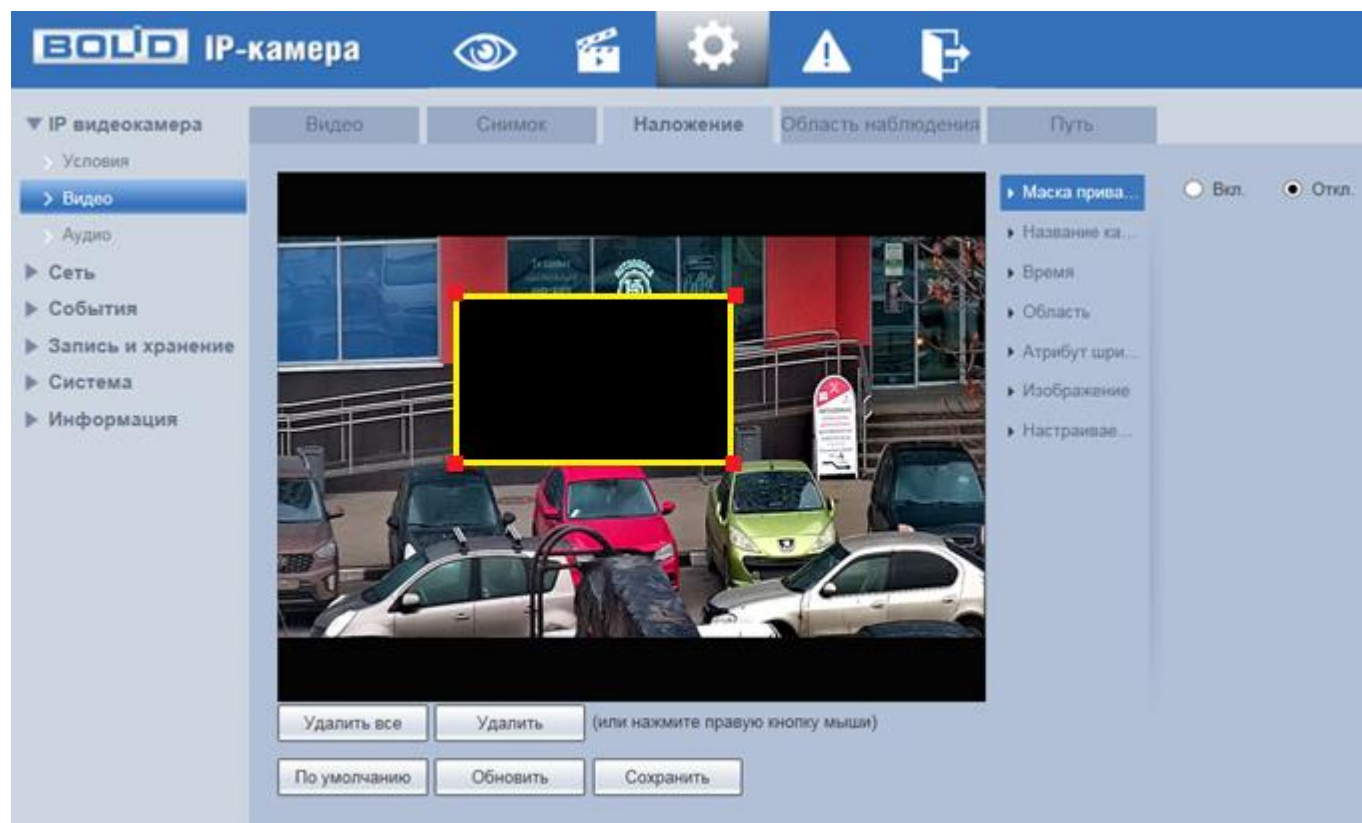 BOLID IP-камера
IP видеокамера
Условия
Видео
Аудио
Сеть
События
Запись и хранение
Система
Информация
Видео
Снимок
Наложение
Область наблюдения
Путь
Маска прива...
Название ка...
Время
Область
Атрибут шри...
Изображение
Настраивае...
Вкл.
Откл.
Удалить все
Удалить
(или нажмите правую кнопку мыши)
По умолчанию
Обновить
Сохранить